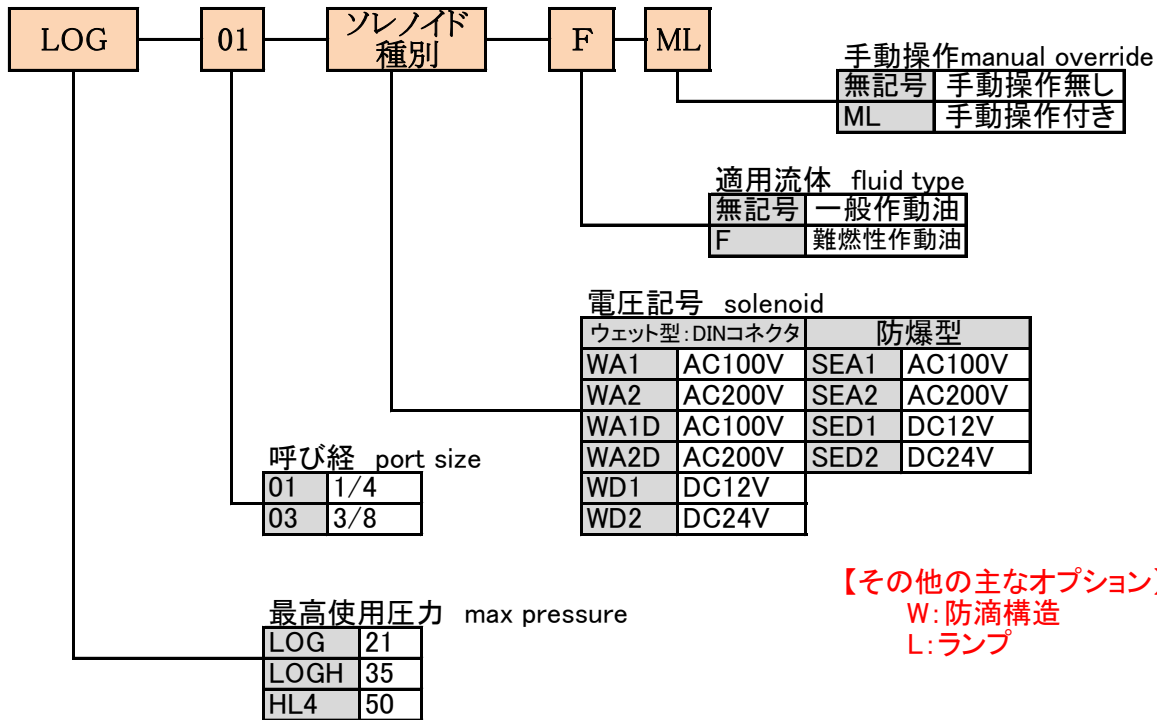 LOG 01 ソレノイド種別 F ML
手動操作manual override
無記号 手動操作無し
ML 手動操作付き
適用流体 fluid type
無記号 一般作動油
F 難燃性作動油
電圧記号 solenoid
ウェット型:DINコネクタ 防爆型
WA1 AC100V SEA1 AC100V
WA2 AC200V SEA2 AC200V
WA1D AC100V SED1 DC12V
WA2D AC200V SED2 DC24V
WD1 DC12V
WD2 DC24V
呼び経 port size
01 1/4
03 3/8
【その他の主なオプション】
W:防滴構造
L:ランプ
最高使用圧力 max pressure
LOG 21
LOGH 35
HL4 50